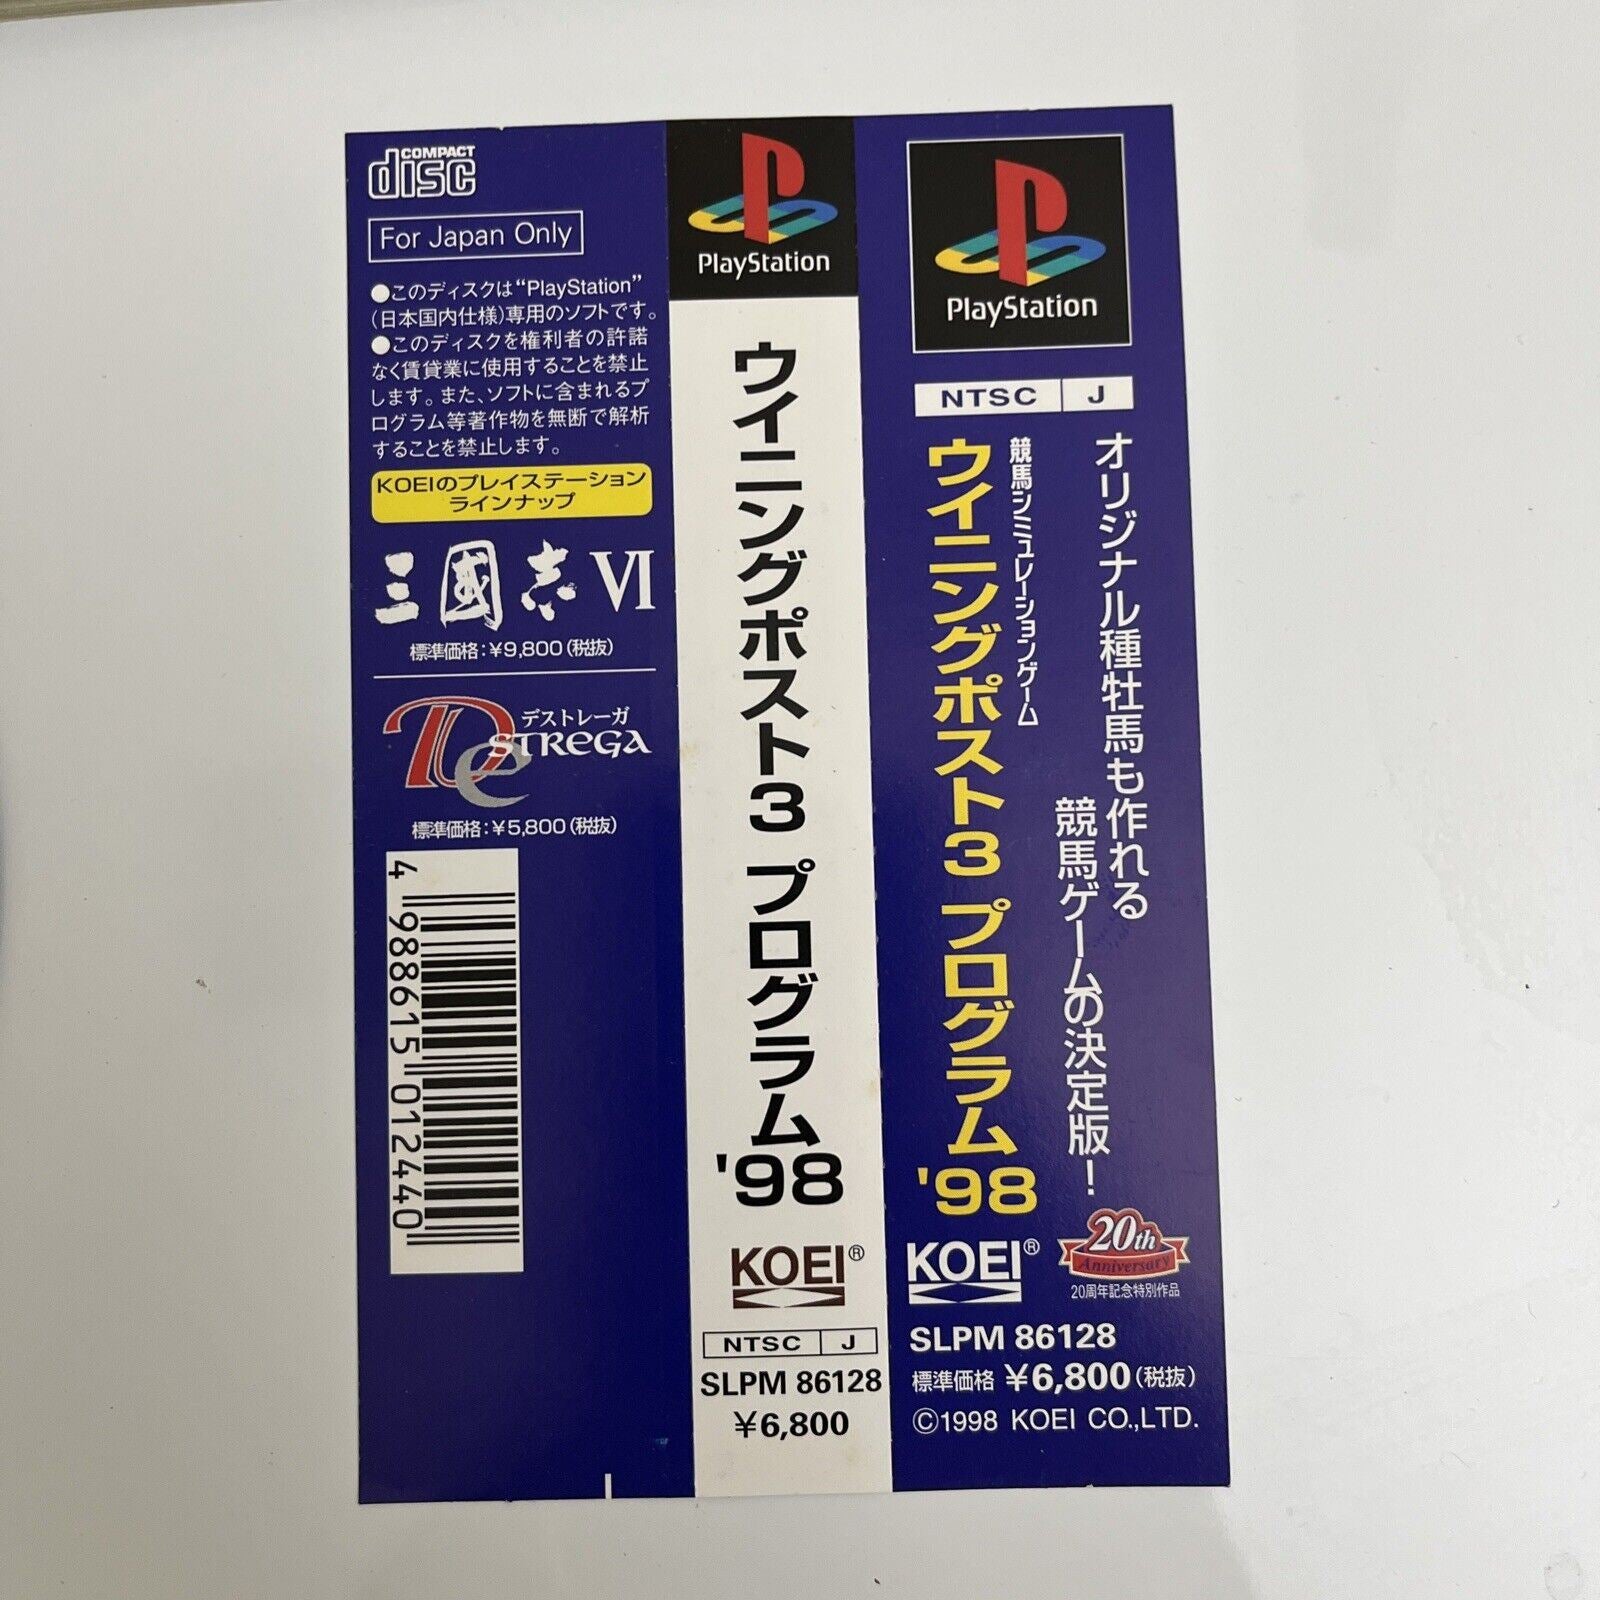 COMPACT
disc
For Japan Only
●このディスクは“PlayStation”
(日本国内仕様)専用のソフトです。
●このディスクを権利者の許諾
なく賃貸業に使用することを禁止
します。また、ソフトに含まれるプ
ログラム等著作物を無断で解析
することを禁止します。
KOEIのプレイステーション
ラインナップ
三國志 VI
標準価格:¥9,800(税抜)
デストレーガ
DeSTREGA
標準価格:¥5,800(税抜)
4 988615 012440
PlayStation
ウイニングポスト3 プログラム'98
KOEI®
NTSC J
SLPM 86128
¥6,800
PlayStation
NTSC J
オリジナル種牡馬も作れる
競馬ゲームの決定版!
競馬シミュレーションゲーム
ウイニングポスト3 プログラム'98
KOEI®
20th
Anniversary
20周年記念特別作品
SLPM 86128
標準価格 ¥6,800(税抜)
©1998 KOEI CO.,LTD.